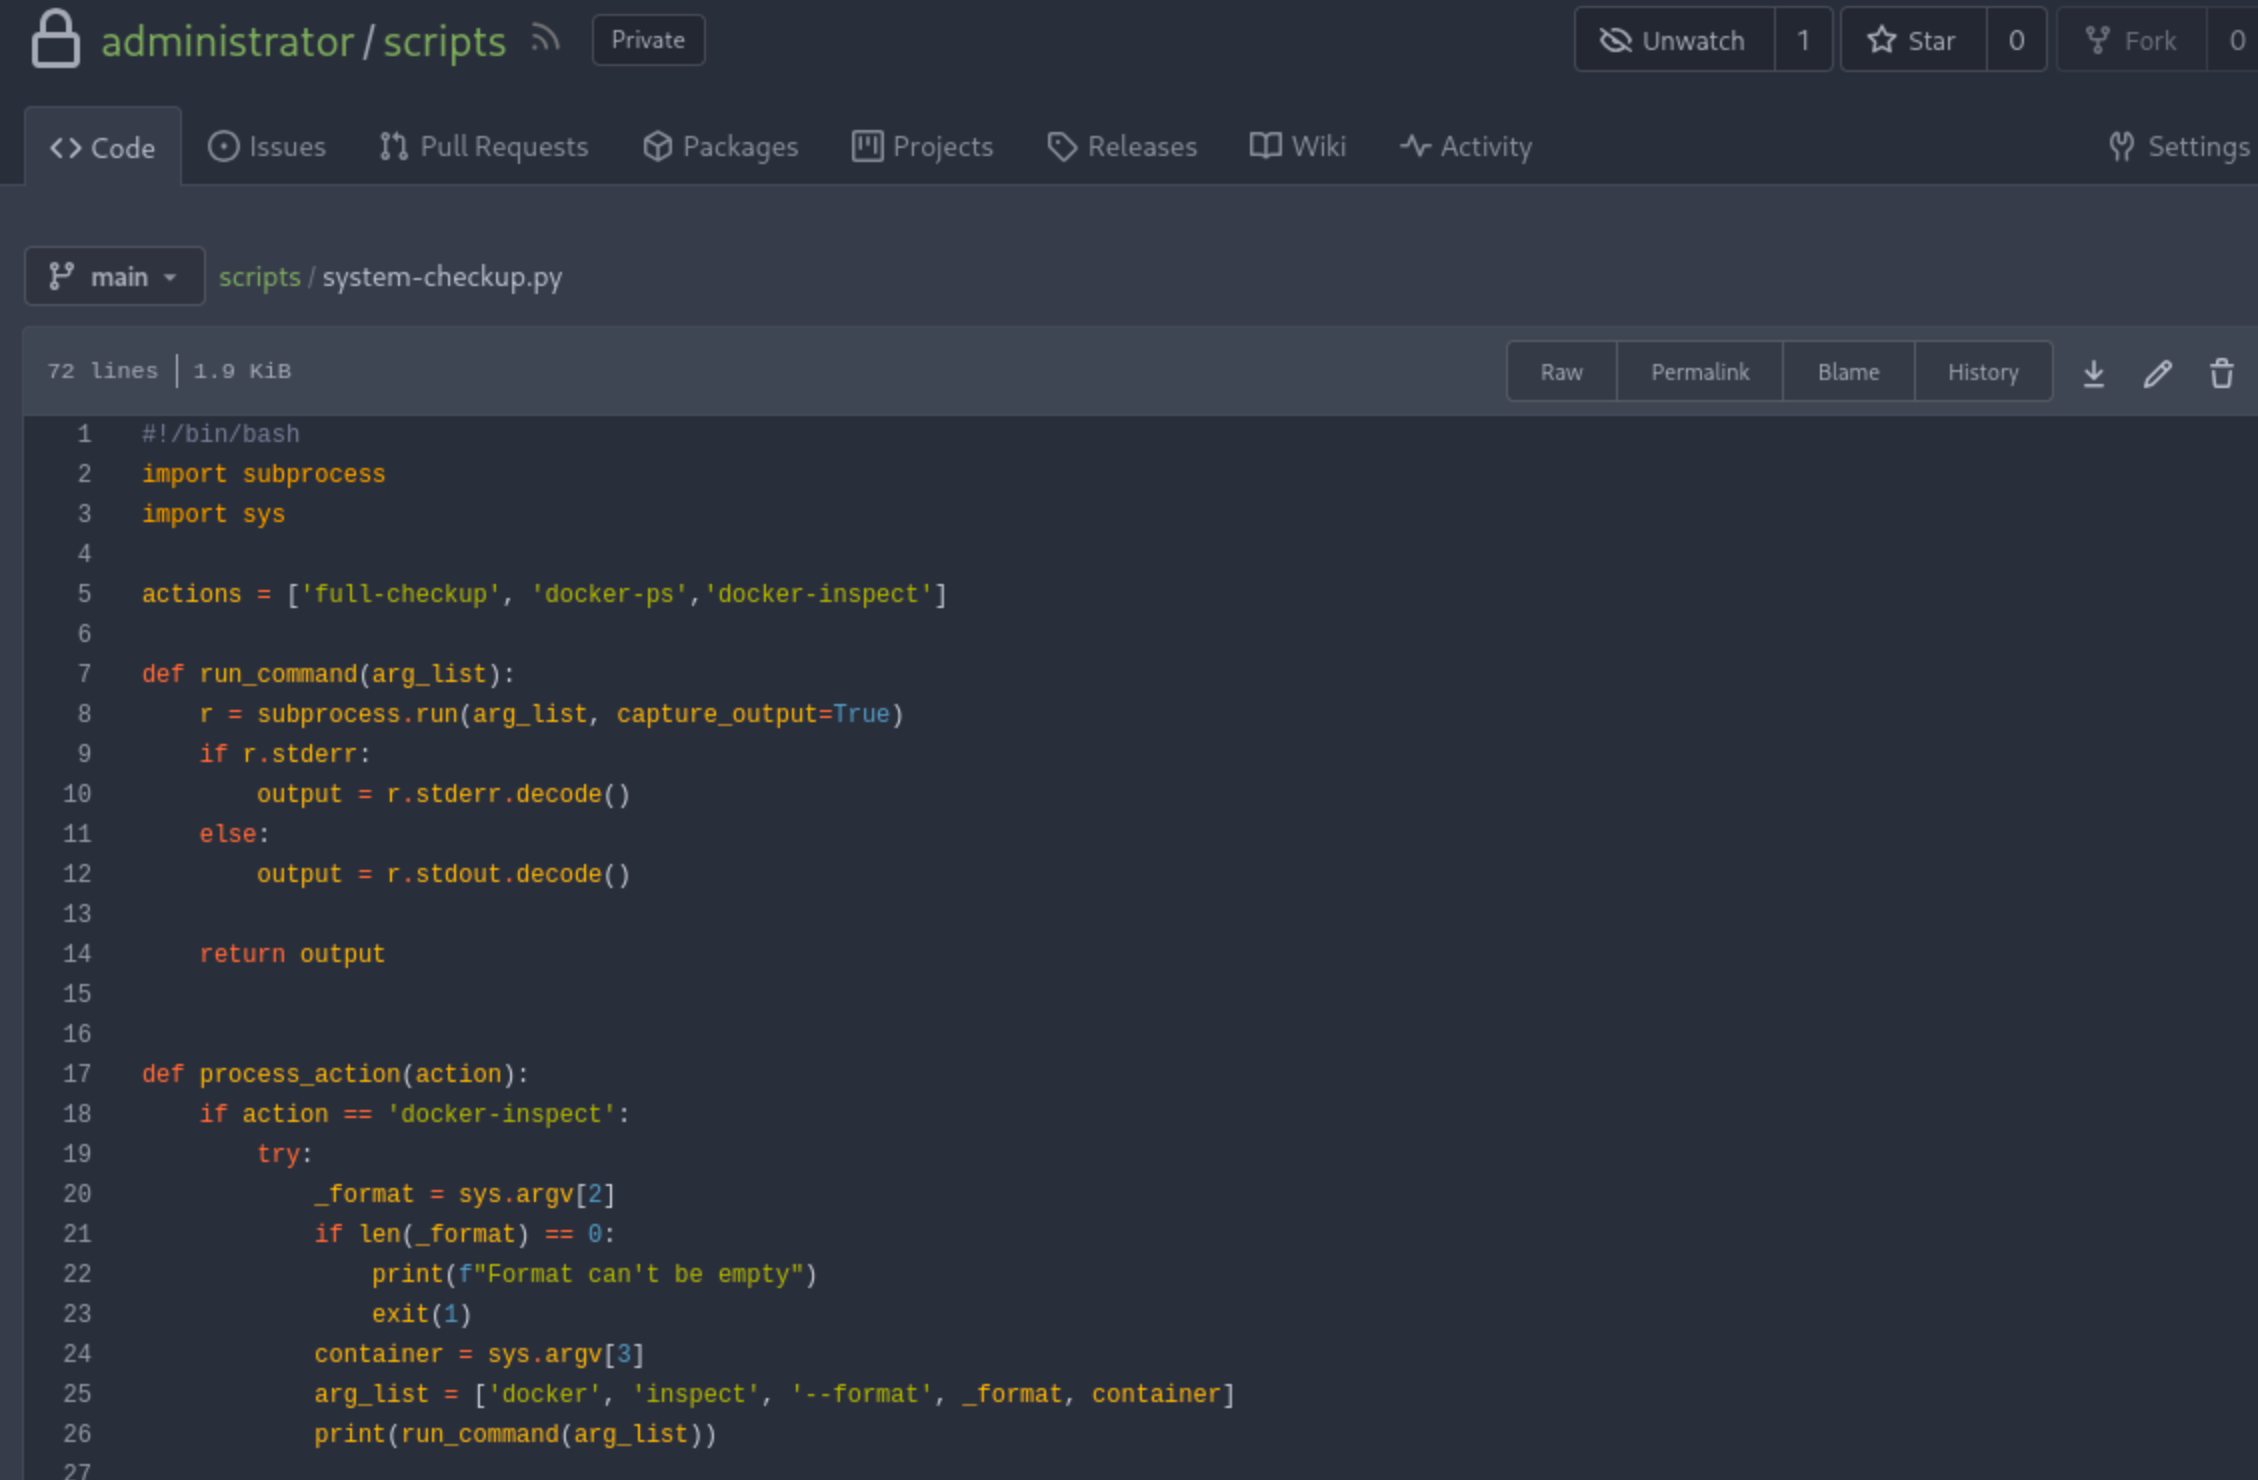 administrator / scripts Private Unwatch 1 Star 0 Fork 0
Code Issues Pull Requests Packages Projects Releases Wiki Activity Settings
main scripts / system-checkup.py
72 lines 1.9 KiB Raw Permalink Blame History
1 #!/bin/bash
2 import subprocess
3 import sys
4
5 actions = ['full-checkup', 'docker-ps','docker-inspect']
6
7 def run_command(arg_list):
8     r = subprocess.run(arg_list, capture_output=True)
9     if r.stderr:
10         output = r.stderr.decode()
11     else:
12         output = r.stdout.decode()
13
14     return output
15
16
17 def process_action(action):
18     if action == 'docker-inspect':
19         try:
20             _format = sys.argv[2]
21             if len(_format) == 0:
22                 print(f"Format can't be empty")
23                 exit(1)
24             container = sys.argv[3]
25             arg_list = ['docker', 'inspect', '--format', _format, container]
26             print(run_command(arg_list))
27